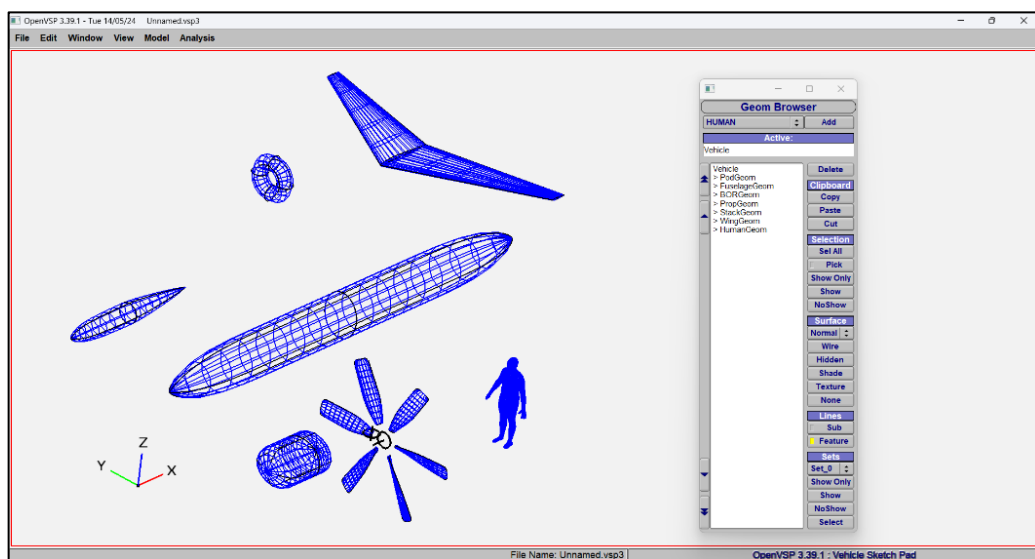 OpenVSP 3.39.1 - Tue 14/05/24 Unnamed.vsp3
File Edit Window View Model Analysis
Geom Browser
HUMAN Add
Active:
Vehicle
Vehicle
> PodGeom
> FuselageGeom
> BORGeom
> PropGeom
> StackGeom
> WingGeom
> HumanGeom
Delete
Clipboard
Copy
Paste
Cut
Selection
Sel All
Pick
Show Only
Show
NoShow
Surface
Normal
Wire
Hidden
Shade
Texture
None
Lines
Sub
Feature
Sets
Set_0
Show Only
Show
NoShow
Select
Z
Y
X
File Name: Unnamed.vsp3
OpenVSP 3.39.1 : Vehicle Sketch Pad